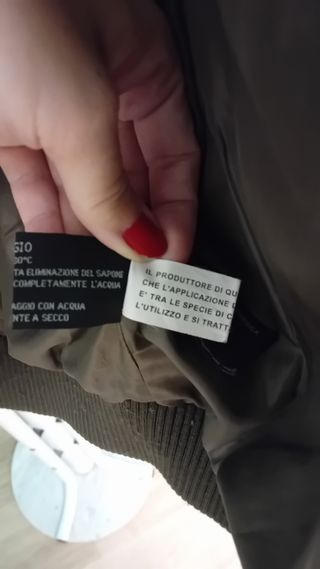 GIO
30°C
TA ELIMINAZIONE DEL SAPONE
COMPLETAMENTE L'ACQUA
AGGIO CON ACQUA
NTE A SECCO
IL PRODUTTORE DI QU
CHE L'APPLICAZIONE D
E' TRA LE SPECIE DI C
L'UTILIZZO E SI TRATT